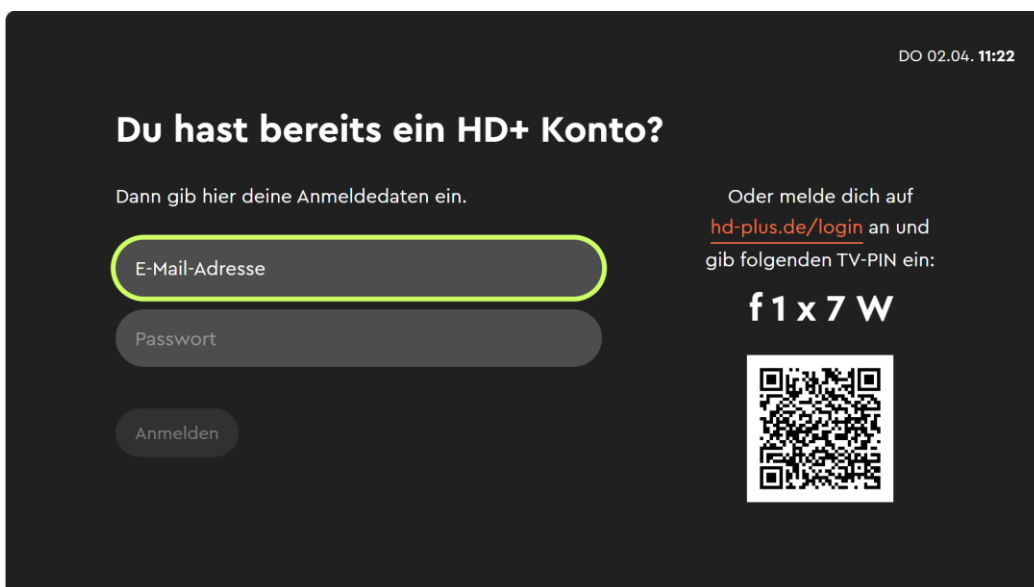 DO 02.04. 11:22
Du hast bereits ein HD+ Konto?
Dann gib hier deine Anmeldedaten ein.
E-Mail-Adresse
Passwort
Anmelden
Oder melde dich auf
hd-plus.de/login an und
gib folgenden TV-PIN ein:
f 1 x 7 W